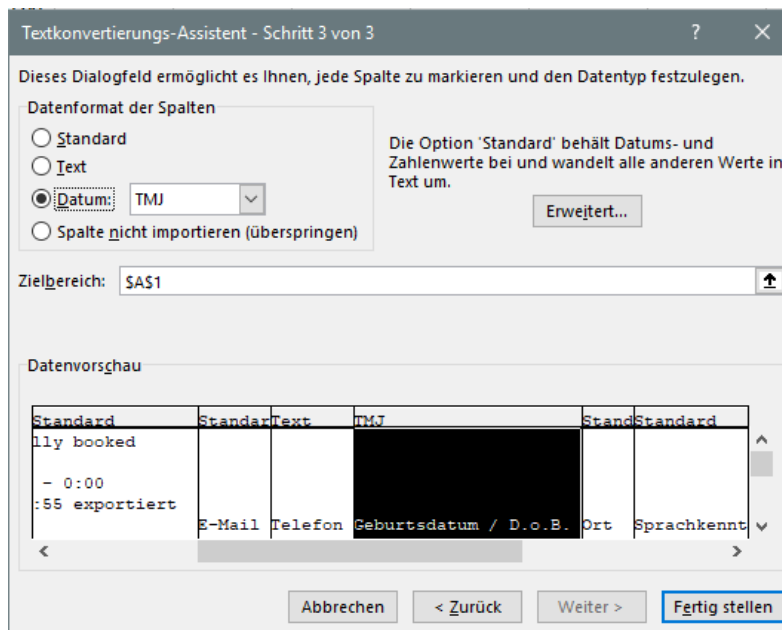 Textkonvertierungs-Assistent - Schritt 3 von 3
Dieses Dialogfeld ermöglicht es Ihnen, jede Spalte zu markieren und den Datentyp festzulegen.
Datenformat der Spalten
Standard
Text
Datum: TMJ
Spalte nicht importieren (überspringen)
Die Option 'Standard' behält Datums- und
Zahlenwerte bei und wandelt alle anderen Werte in
Text um.
Erweitert...
Zielbereich: $A$1
Datenvorschau
Standard Standar Text TMJ Stand Standard
lly booked
- 0:00
:55 exportiert
E-Mail Telefon Geburtsdatum / D.o.B. Ort Sprachkennt
Abbrechen < Zurück Weiter > Fertig stellen